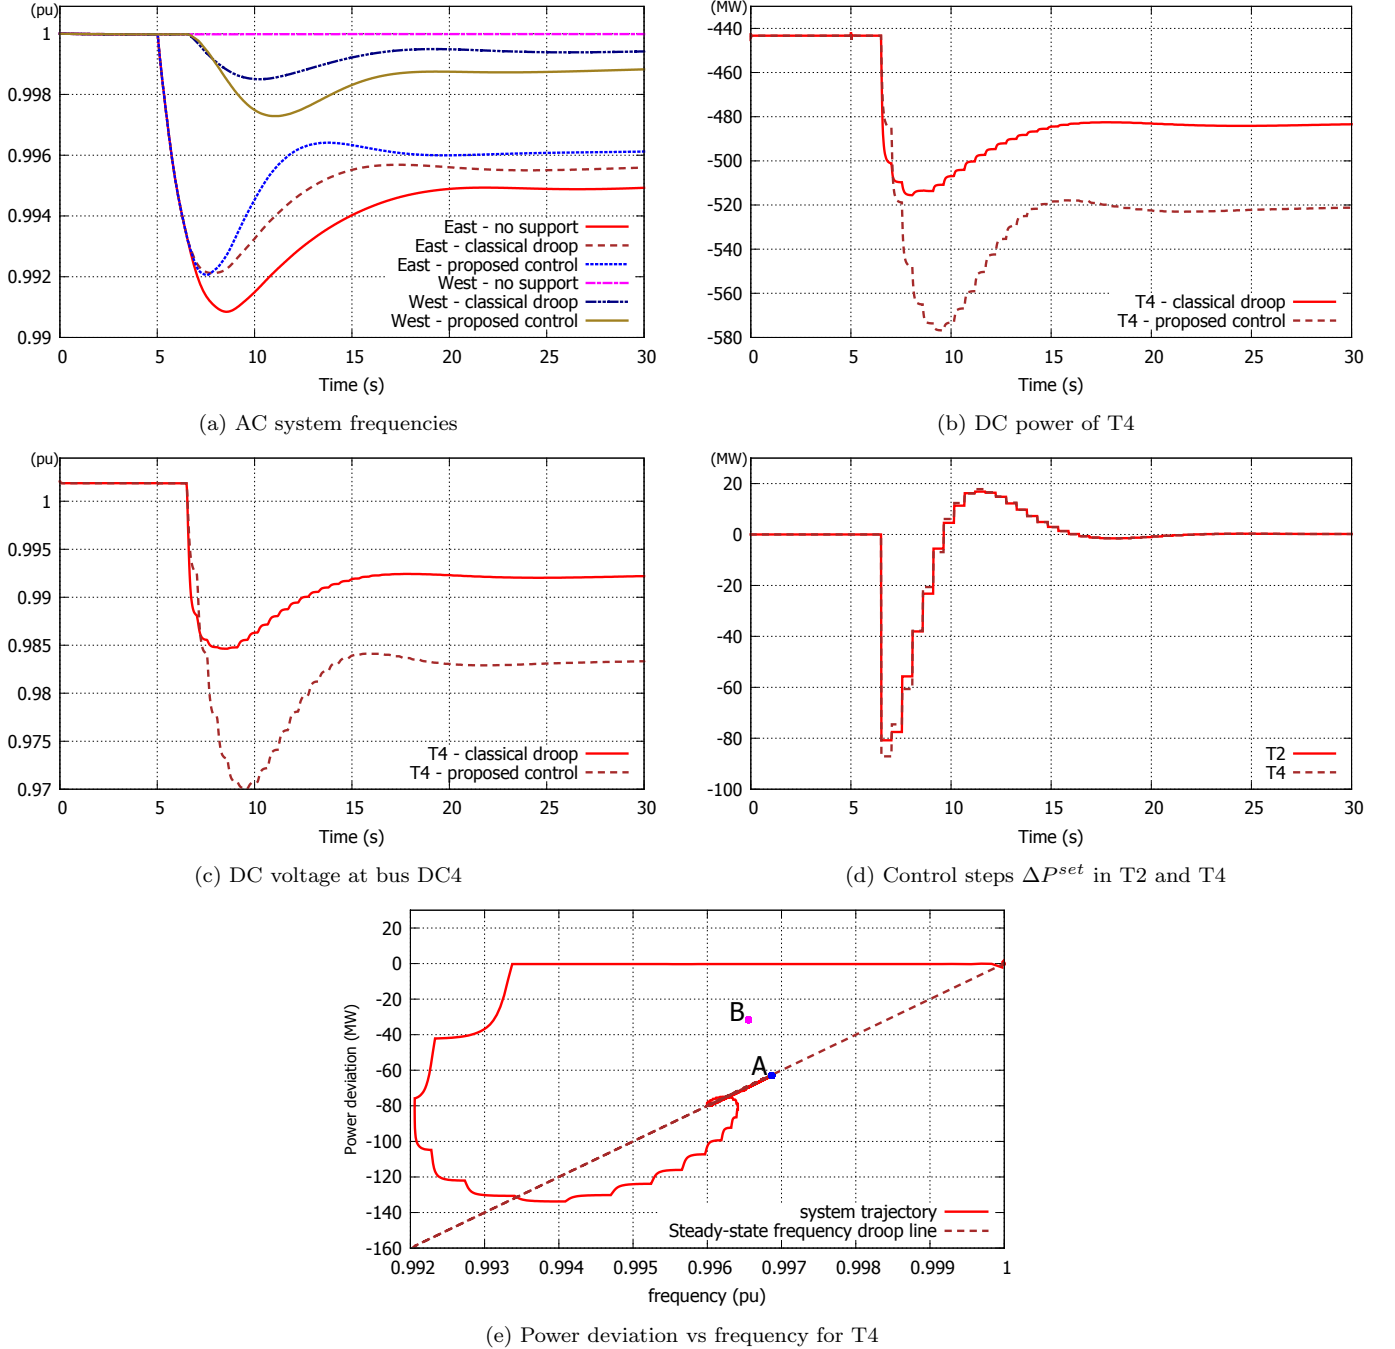 (pu)
1
0.998
0.996
0.994
0.992
0.99
0 5 10 15 20 25 30
Time (s)
East - no support
East - classical droop
East - proposed control
West - no support
West - classical droop
West - proposed control
(a) AC system frequencies
(MW)
-440
-460
-480
-500
-520
-540
-560
-580
0 5 10 15 20 25 30
Time (s)
T4 - classical droop
T4 - proposed control
(b) DC power of T4
(pu)
1
0.995
0.99
0.985
0.98
0.975
0.97
0 5 10 15 20 25 30
Time (s)
T4 - classical droop
T4 - proposed control
(c) DC voltage at bus DC4
(MW)
20
0
-20
-40
-60
-80
-100
0 5 10 15 20 25 30
Time (s)
T2
T4
(d) Control steps ΔP^{set} in T2 and T4
Power deviation (MW)
20
0
-20
-40
-60
-80
-100
-120
-140
-160
0.992 0.993 0.994 0.995 0.996 0.997 0.998 0.999 1
frequency (pu)
B
A
system trajectory
Steady-state frequency droop line
(e) Power deviation vs frequency for T4